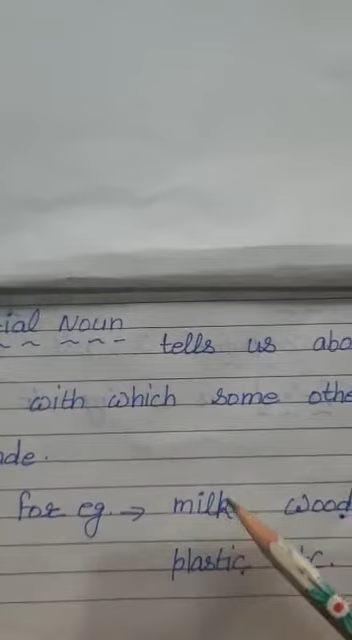 ial Noun tells us abo
with which some othe
de.
for eg. → milk wood
plastic